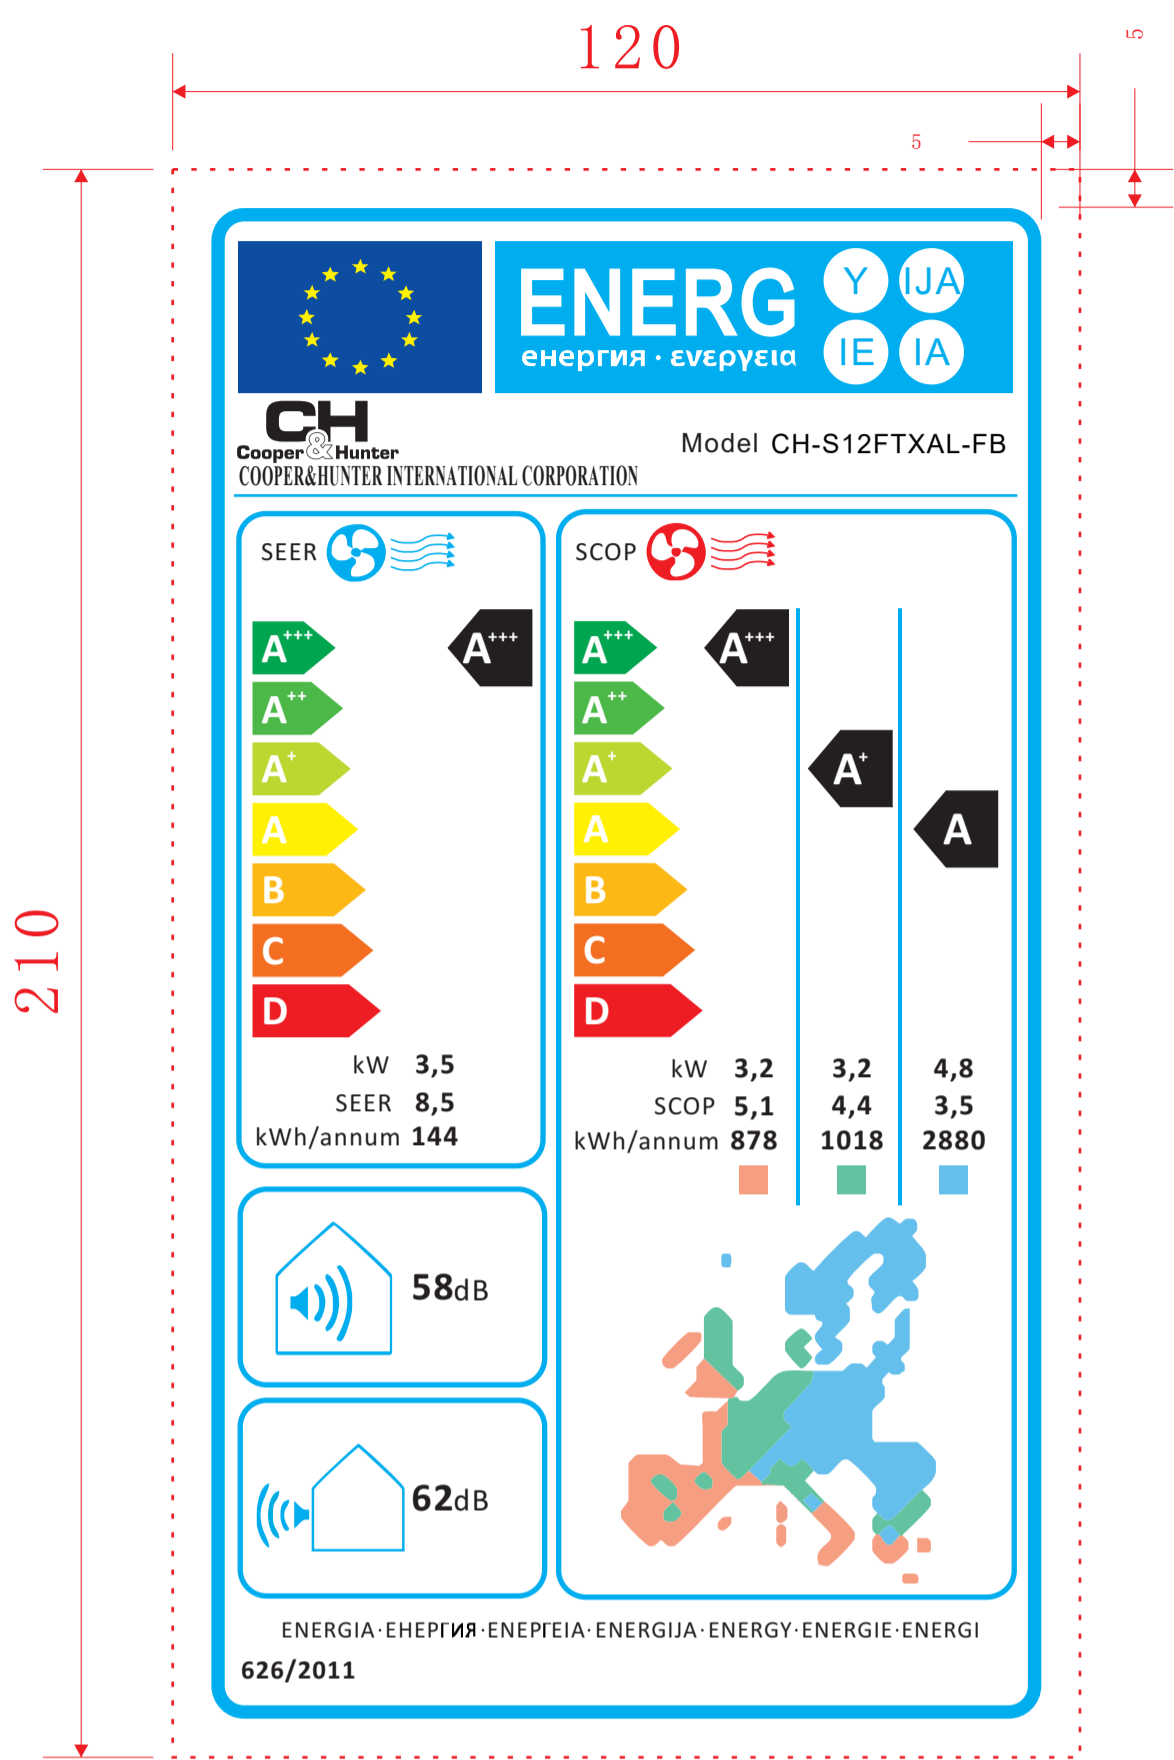 120
5
5
210
ENERG
енергия · ενεργεια
Y IJA
IE IA
CH
Cooper & Hunter
COOPER&HUNTER INTERNATIONAL CORPORATION
Model CH-S12FTXAL-FB
SEER
A+++
A++
A+
A
B
C
D
A+++
kW 3,5
SEER 8,5
kWh/annum 144
SCOP
A+++
A++
A+
A
B
C
D
A+++
A+
A
kW 3,2 3,2 4,8
SCOP 5,1 4,4 3,5
kWh/annum 878 1018 2880
58dB
62dB
ENERGIA·ЕНЕРГИЯ·ΕΝΕΡΓΕΙΑ·ENERGIJA·ENERGY·ENERGIE·ENERGI
626/2011